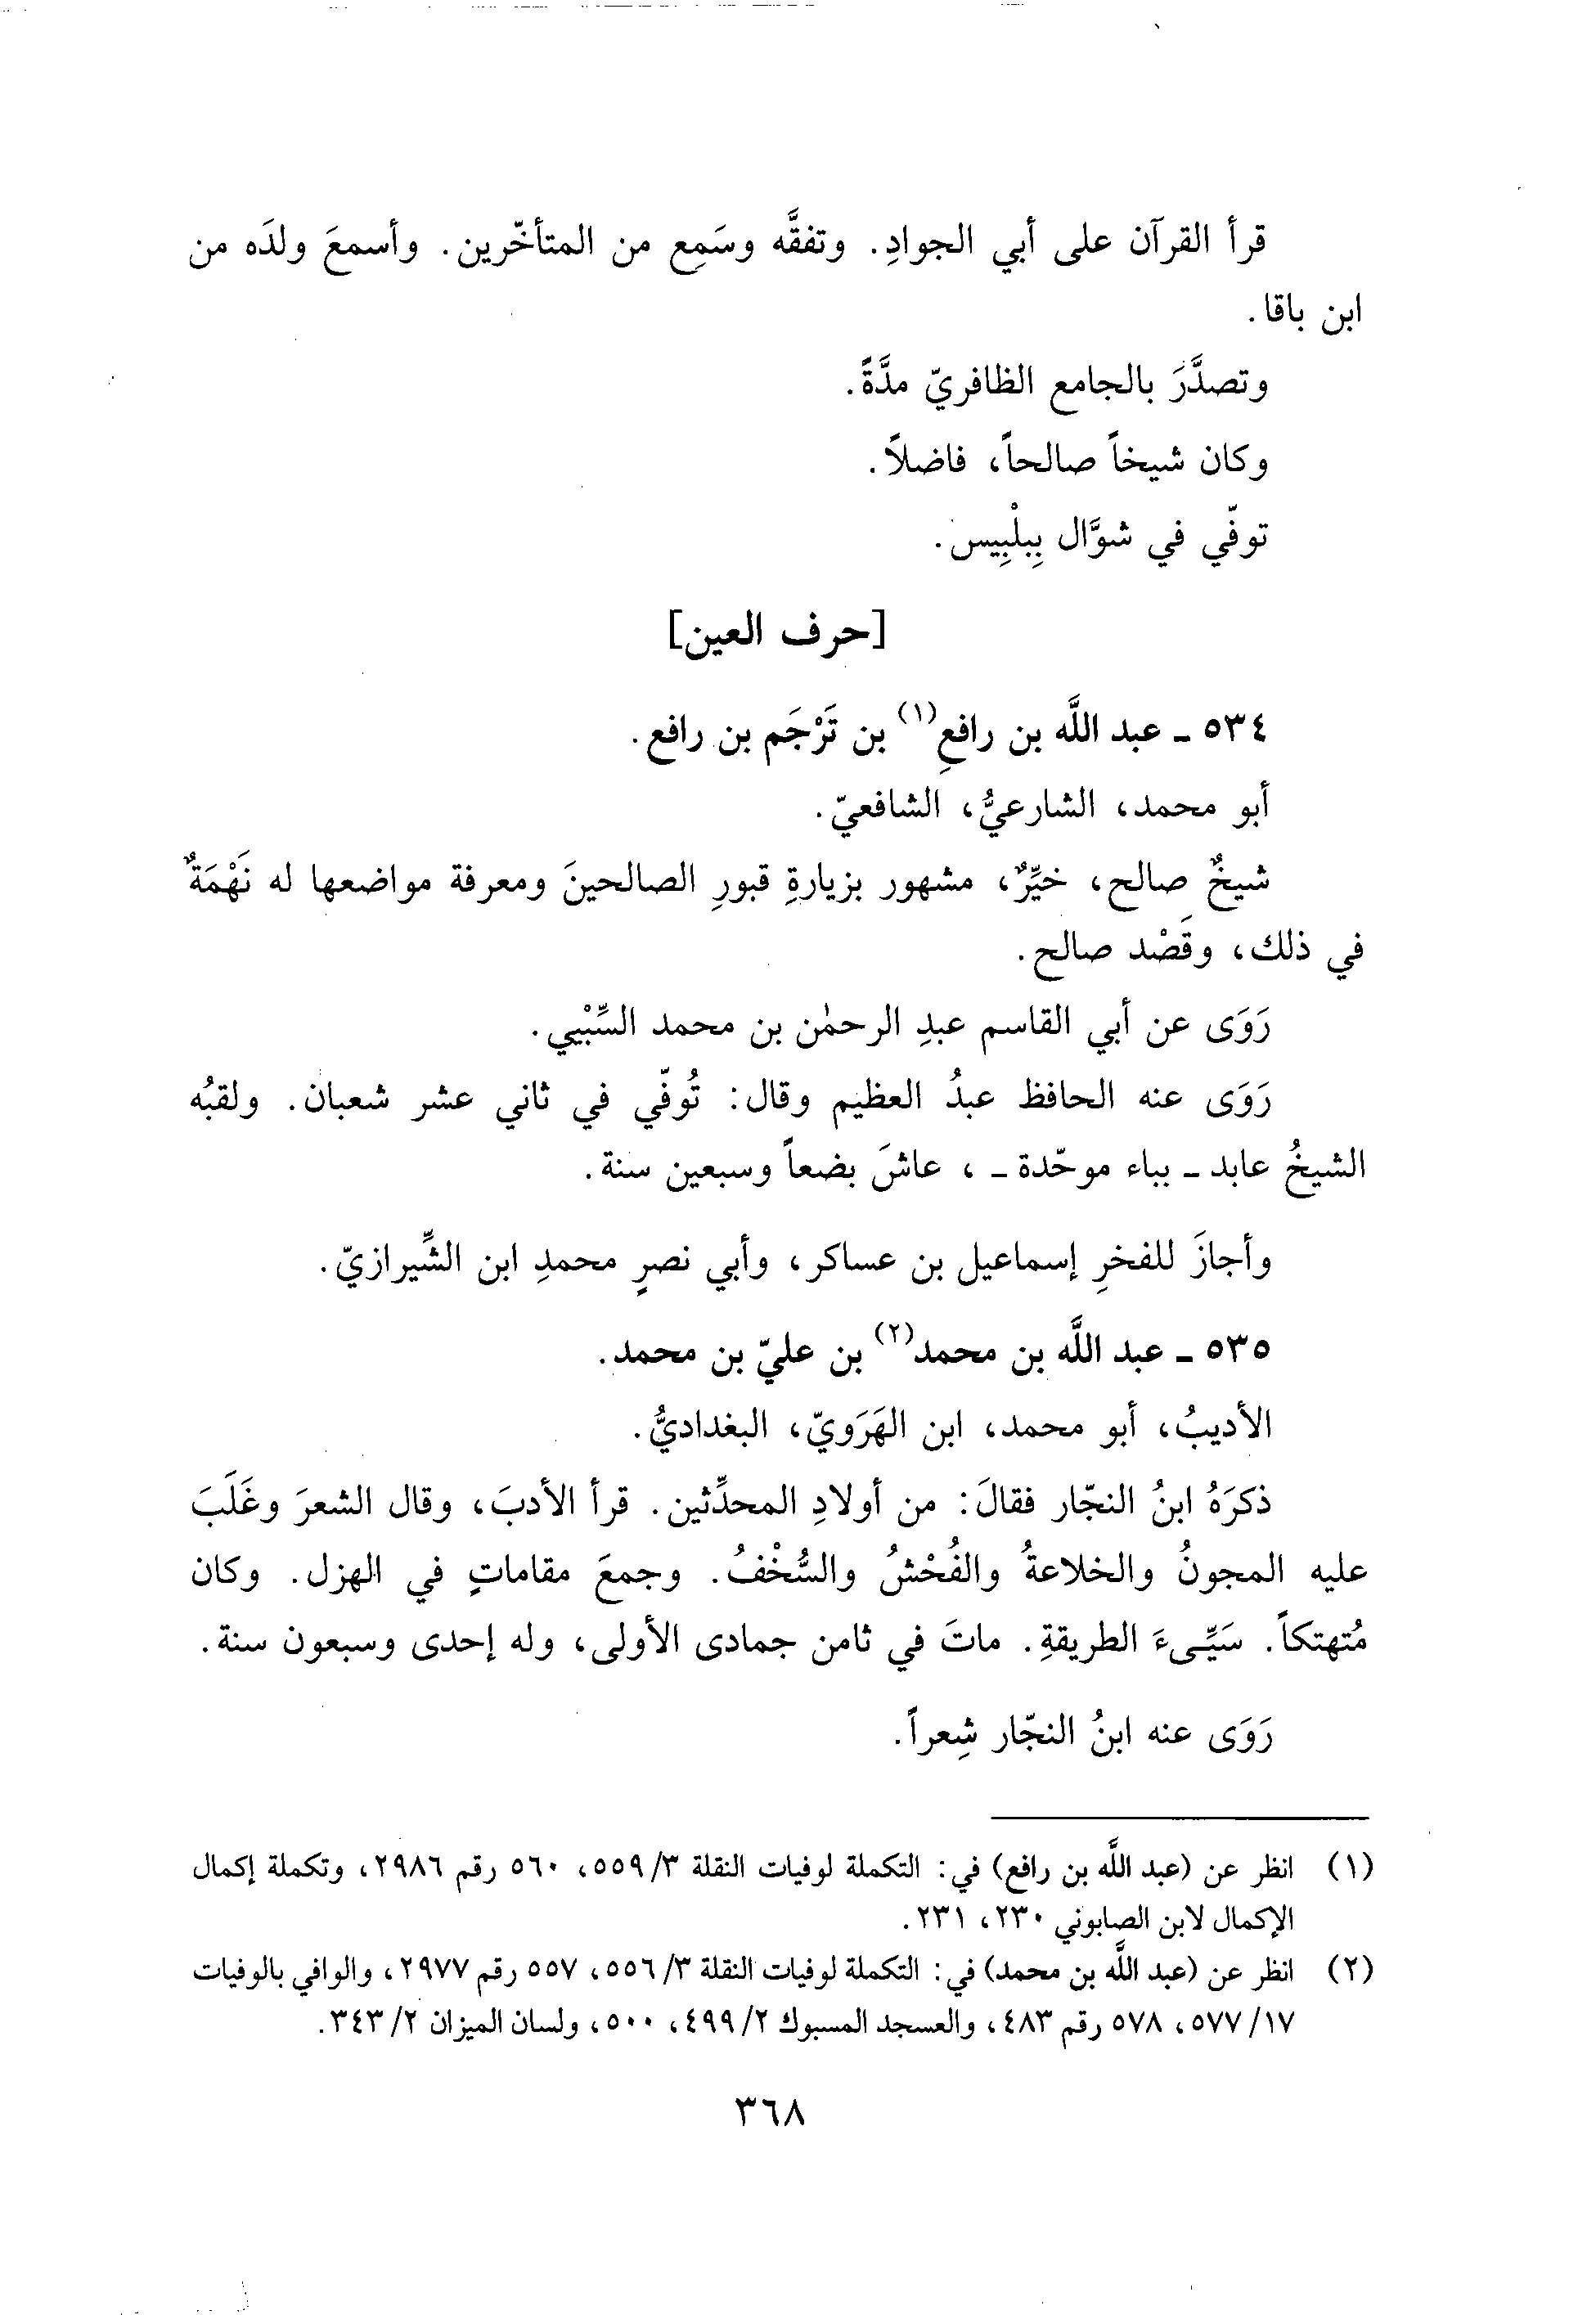 قرأ القرآن على أبي الجوادِ. وتفقَّه وسَمِع من المتأخّرين. وأسمعَ ولدَه من
ابن باقا.
وتصدَّرَ بالجامع الظافريّ مدَّةً.
وكان شيخاً صالحاً، فاضلاً.
توفّي في شوَّال بِبلْبِيس.
[حرف العين]
٥٣٤ ـ عبد اللَّه بن رافعِ(١) بن تَرْجَم بن رافع.
أبو محمد، الشارعيُّ، الشافعيّ.
شيخٌ صالح، خيِّرٌ، مشهور بزيارةِ قبورِ الصالحينَ ومعرفة مواضعها له نَهْمَةٌ
في ذلك، وقَصْد صالح.
رَوَى عن أبي القاسم عبدِ الرحمٰن بن محمد السِّبْيي.
رَوَى عنه الحافظ عبدُ العظيم وقال: تُوفّي في ثاني عشر شعبان. ولقبُه
الشيخُ عابد ـ بباء موحّدة ـ ، عاشَ بضعاً وسبعين سنة.
وأجازَ للفخرِ إسماعيل بن عساكر، وأبي نصرٍ محمدِ ابن الشِّيرازيّ.
٥٣٥ ـ عبد اللَّه بن محمد(٢) بن عليّ بن محمد.
الأديبُ، أبو محمد، ابن الهَرَويّ، البغداديُّ.
ذكرَهُ ابنُ النجّار فقالَ: من أولادِ المحدِّثين. قرأ الأدبَ، وقال الشعرَ وغَلَبَ
عليه المجونُ والخلاعةُ والفُحْشُ والسُّخْفُ. وجمعَ مقاماتٍ في الهزل. وكان
مُتهتكاً. سَيِّـىءَ الطريقةِ. ماتَ في ثامن جمادى الأولى، وله إحدى وسبعون سنة.
رَوَى عنه ابنُ النجّار شِعراً.
(١) انظر عن (عبد اللَّه بن رافع) في: التكملة لوفيات النقلة ٣/ ٥٥٩، ٥٦٠ رقم ٢٩٨٦، وتكملة إكمال
الإكمال لابن الصابوني ٢٣٠، ٢٣١.
(٢) انظر عن (عبد اللَّه بن محمد) في: التكملة لوفيات النقلة ٣/ ٥٥٦، ٥٥٧ رقم ٢٩٧٧، والوافي بالوفيات
١٧/ ٥٧٧، ٥٧٨ رقم ٤٨٣، والعسجد المسبوك ٢/ ٤٩٩، ٥٠٠، ولسان الميزان ٢/ ٣٤٣.
٣٦٨